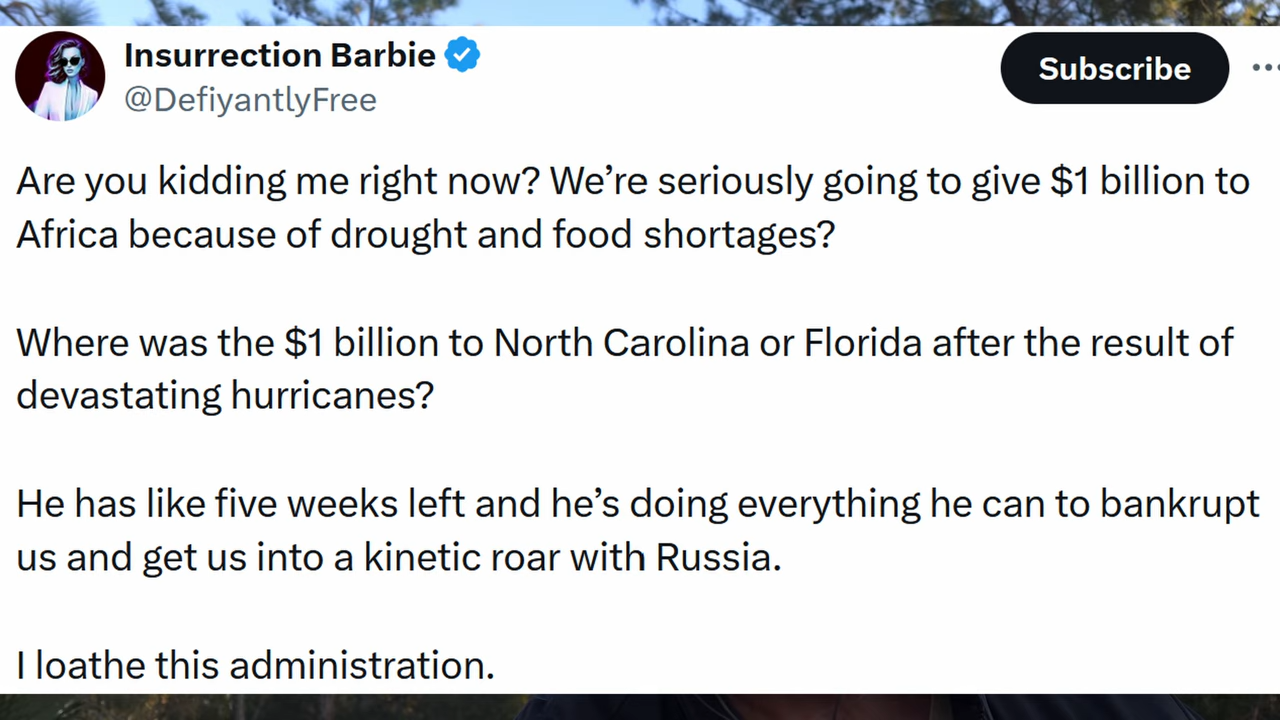 Insurrection Barbie
@DefiyantlyFree
Subscribe
Are you kidding me right now? We’re seriously going to give $1 billion to
Africa because of drought and food shortages?
Where was the $1 billion to North Carolina or Florida after the result of
devastating hurricanes?
He has like five weeks left and he’s doing everything he can to bankrupt
us and get us into a kinetic roar with Russia.
I loathe this administration.